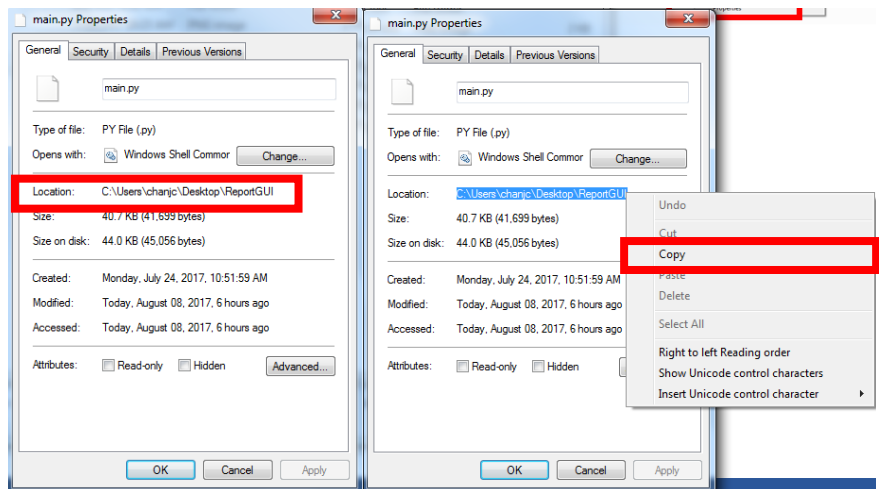 main.py Properties
General Security Details Previous Versions
main.py
Type of file: PY File (.py)
Opens with: Windows Shell Commor Change...
Location: C:\Users\chanjc\Desktop\ReportGUI
Size: 40.7 KB (41,699 bytes)
Size on disk: 44.0 KB (45,056 bytes)
Created: Monday, July 24, 2017, 10:51:59 AM
Modified: Today, August 08, 2017, 6 hours ago
Accessed: Today, August 08, 2017, 6 hours ago
Attributes: Read-only Hidden Advanced...
OK Cancel Apply
main.py Properties
General Security Details Previous Versions
main.py
Type of file: PY File (.py)
Opens with: Windows Shell Commor Change...
Location: C:\Users\chanjc\Desktop\ReportGUI
Size: 40.7 KB (41,699 bytes)
Size on disk: 44.0 KB (45,056 bytes)
Created: Monday, July 24, 2017, 10:51:59 AM
Modified: Today, August 08, 2017, 6 hours ago
Accessed: Today, August 08, 2017, 6 hours ago
Attributes: Read-only Hidden
OK Cancel Apply
Undo
Cut
Copy
Paste
Delete
Select All
Right to left Reading order
Show Unicode control characters
Insert Unicode control character
Properties